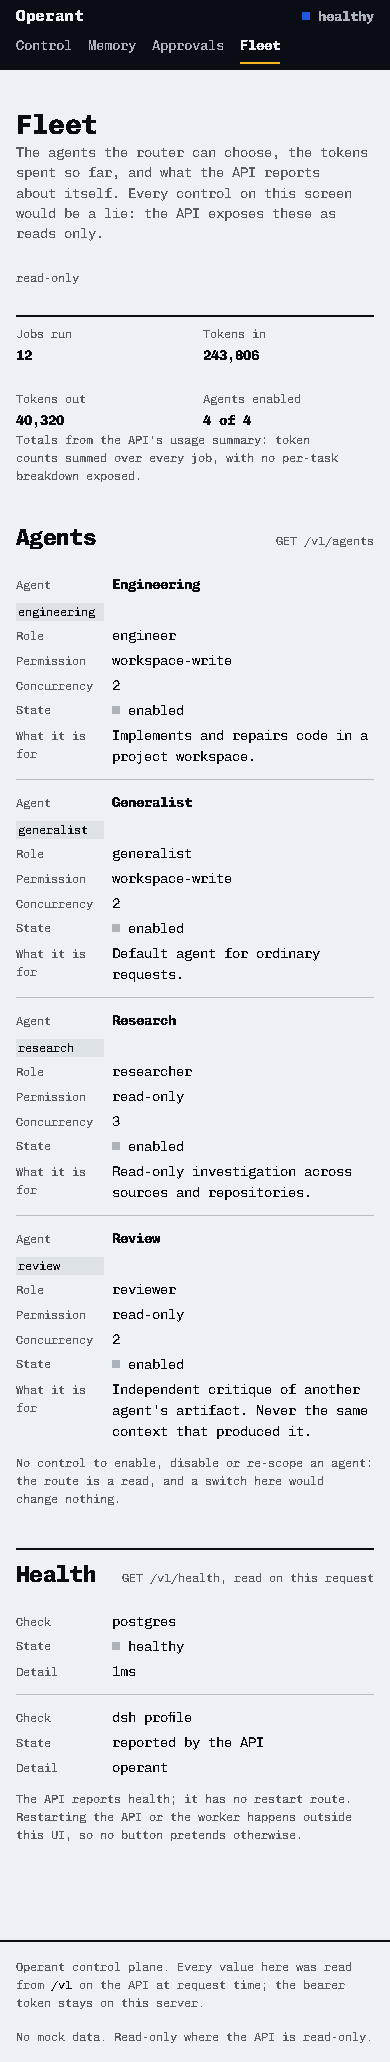 Operant
healthy
Control Memory Approvals Fleet
Fleet
The agents the router can choose, the tokens
spent so far, and what the API reports
about itself. Every control on this screen
would be a lie: the API exposes these as
reads only.
read-only
Jobs run
12
Tokens in
243,806
Tokens out
40,320
Agents enabled
4 of 4
Totals from the API's usage summary: token
counts summed over every job, with no per-task
breakdown exposed.
Agents
GET /v1/agents
Agent Engineering
engineering
Role engineer
Permission workspace-write
Concurrency 2
State enabled
What it is for
Implements and repairs code in a
project workspace.
Agent Generalist
generalist
Role generalist
Permission workspace-write
Concurrency 2
State enabled
What it is for
Default agent for ordinary
requests.
Agent Research
research
Role researcher
Permission read-only
Concurrency 3
State enabled
What it is for
Read-only investigation across
sources and repositories.
Agent Review
review
Role reviewer
Permission read-only
Concurrency 2
State enabled
What it is for
Independent critique of another
agent's artifact. Never the same
context that produced it.
No control to enable, disable or re-scope an agent:
the route is a read, and a switch here would
change nothing.
Health
GET /v1/health, read on this request
Check postgres
State healthy
Detail 1ms
Check dsh profile
State reported by the API
Detail operant
The API reports health; it has no restart route.
Restarting the API or the worker happens outside
this UI, so no button pretends otherwise.
Operant control plane. Every value here was read
from /v1 on the API at request time; the bearer
token stays on this server.
No mock data. Read-only where the API is read-only.